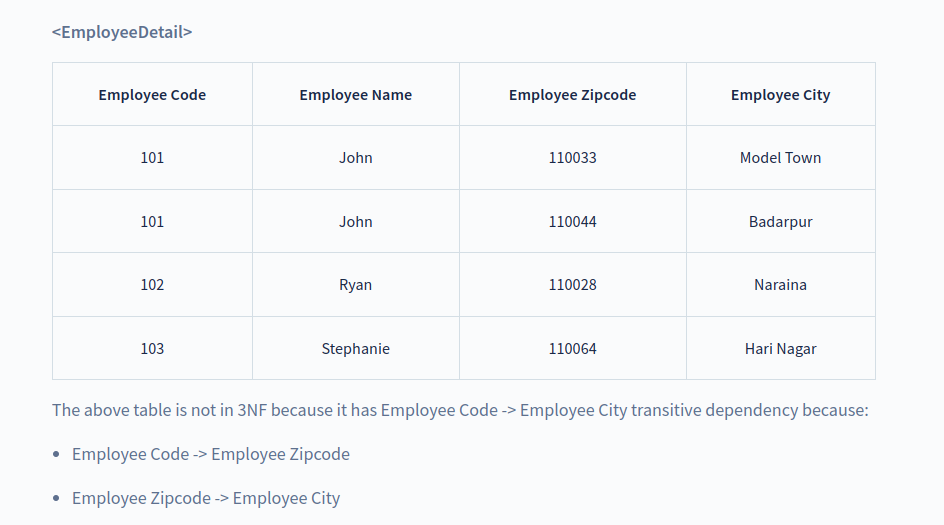 <EmployeeDetail>
Employee Code Employee Name Employee Zipcode Employee City
101 John 110033 Model Town
101 John 110044 Badarpur
102 Ryan 110028 Naraina
103 Stephanie 110064 Hari Nagar
The above table is not in 3NF because it has Employee Code -> Employee City transitive dependency because:
• Employee Code -> Employee Zipcode
• Employee Zipcode -> Employee City